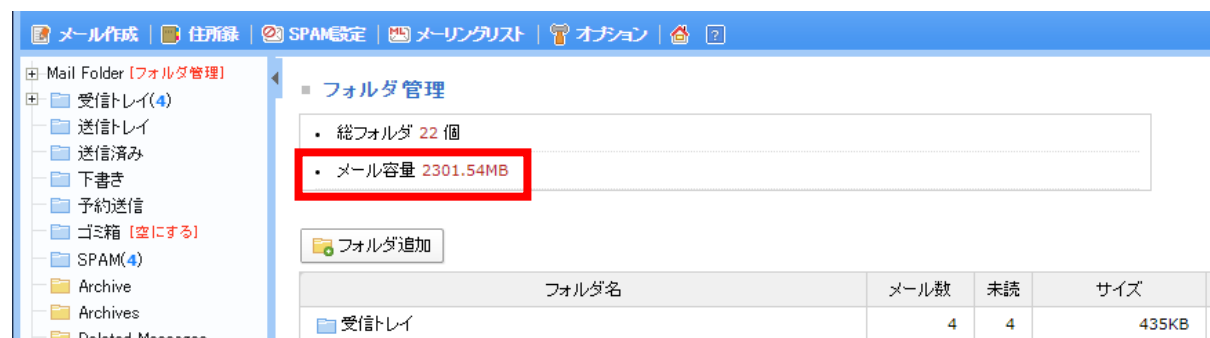 メール作成 | 住所録 | SPAM設定 | メーリングリスト | オプション | ?
Mail Folder [フォルダ管理]
受信トレイ(4)
送信トレイ
送信済み
下書き
予約送信
ゴミ箱 [空にする]
SPAM(4)
Archive
Archives
フォルダ管理
・ 総フォルダ 22 個
・ メール容量 2301.54MB
フォルダ追加
フォルダ名 メール数 未読 サイズ
受信トレイ 4 4 435KB